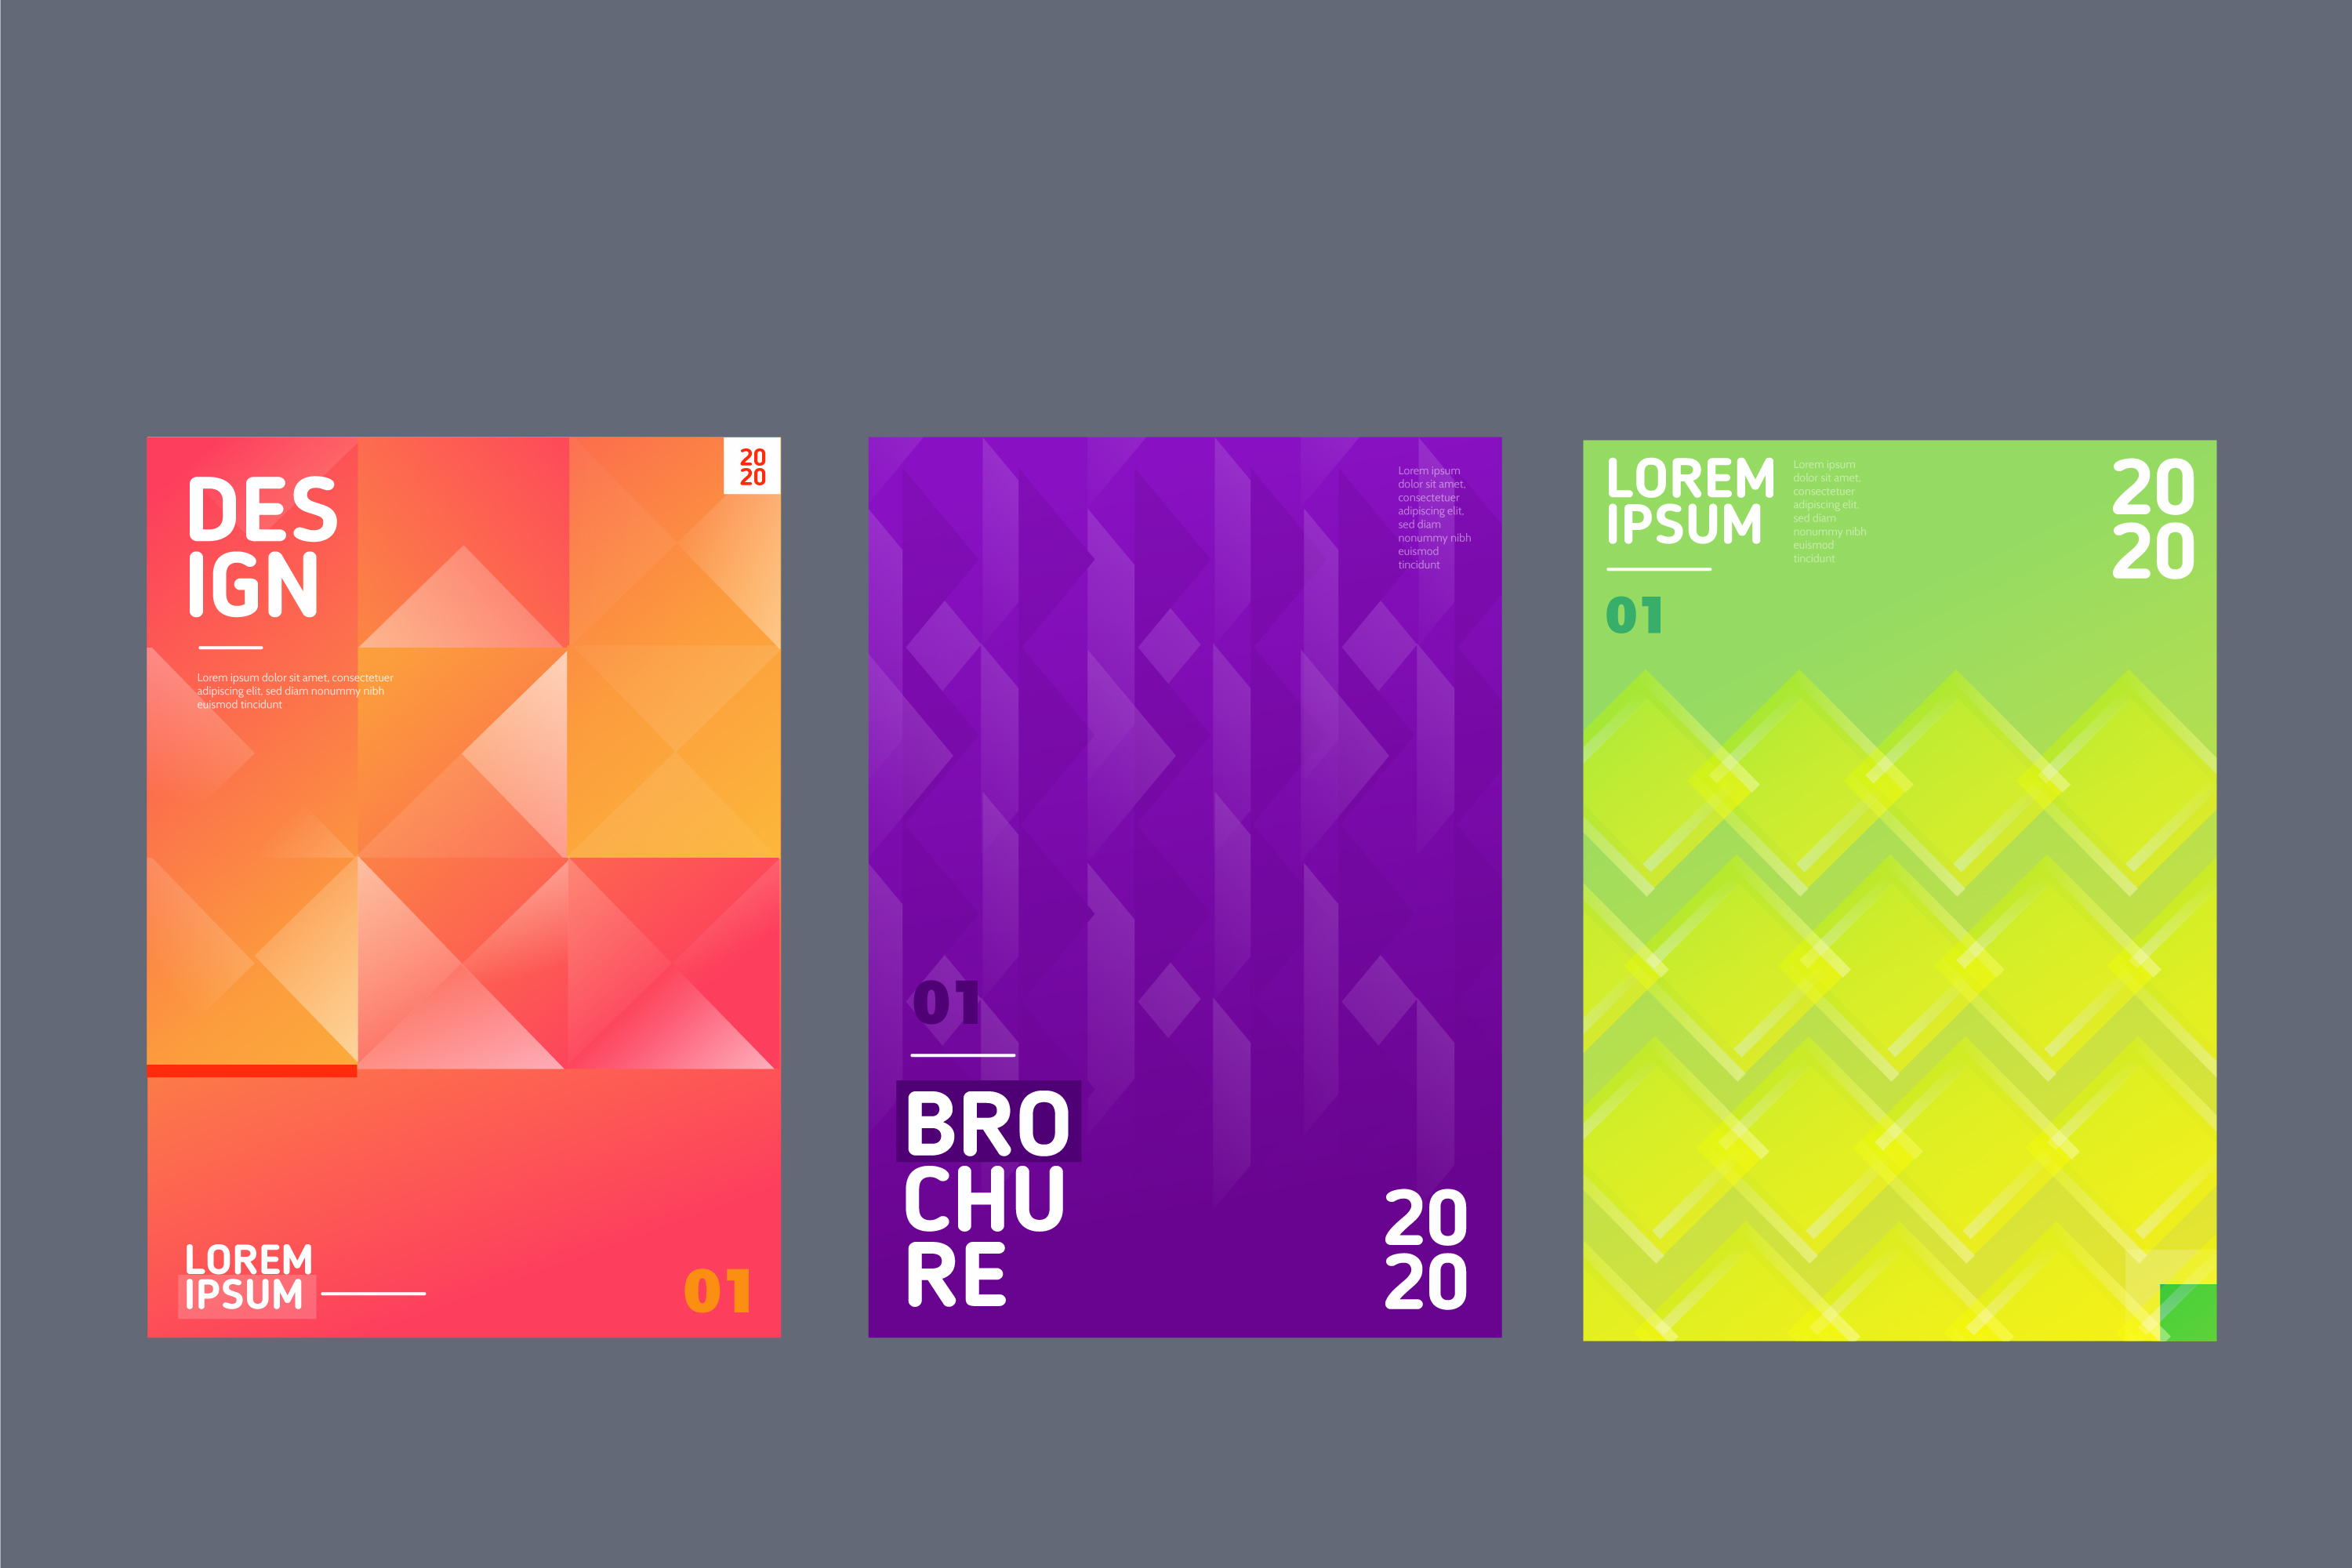 DES
IGN
20
20
Lorem ipsum dolor sit amet, consectetuer
adipiscing elit, sed diam nonummy nibh
euismod tincidunt
LOREM
IPSUM
01
Lorem ipsum
dolor sit amet,
consectetuer
adipiscing elit,
sed diam
nonummy nibh
euismod
tincidunt
01
BRO
CHU
RE
20
20
LOREM
IPSUM
Lorem ipsum
dolor sit amet,
consectetuer
adipiscing elit,
sed diam
nonummy nibh
euismod
tincidunt
20
20
01